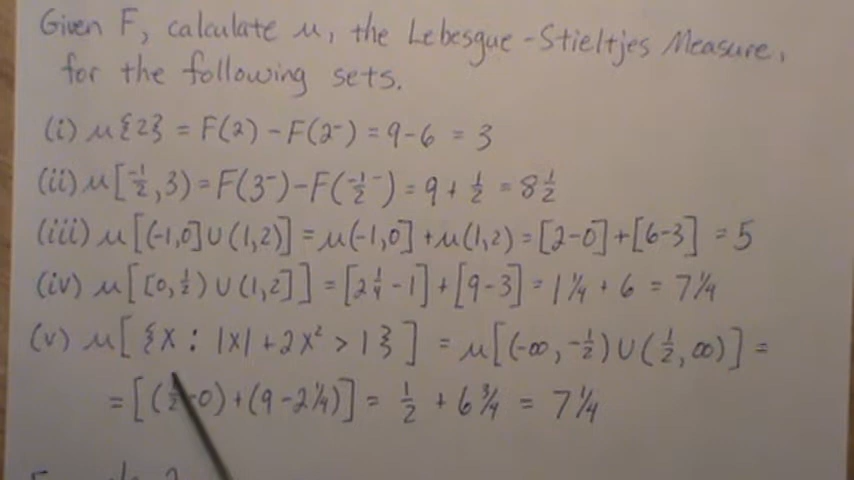 Given F, calculate μ, the Lebesgue-Stieltjes Measure,
for the following sets.
(i) μ{2} = F(2) - F(2⁻) = 9-6 = 3
(ii) μ[-½, 3) = F(3⁻) - F(-½⁻) = 9 + ½ = 8½
(iii) μ[(-1,0] ∪ (1,2)] = μ(-1,0] + μ(1,2) = [2-0] + [6-3] = 5
(iv) μ[[0,½) ∪ (1,2]] = [2¼ - 1] + [9-3] = 1¼ + 6 = 7¼
(v) μ[{x : |x| + 2x² > 1}] = μ[(-∞, -½) ∪ (½, ∞)] =
= [(½-0) + (9-2¼)] = ½ + 6¾ = 7¼